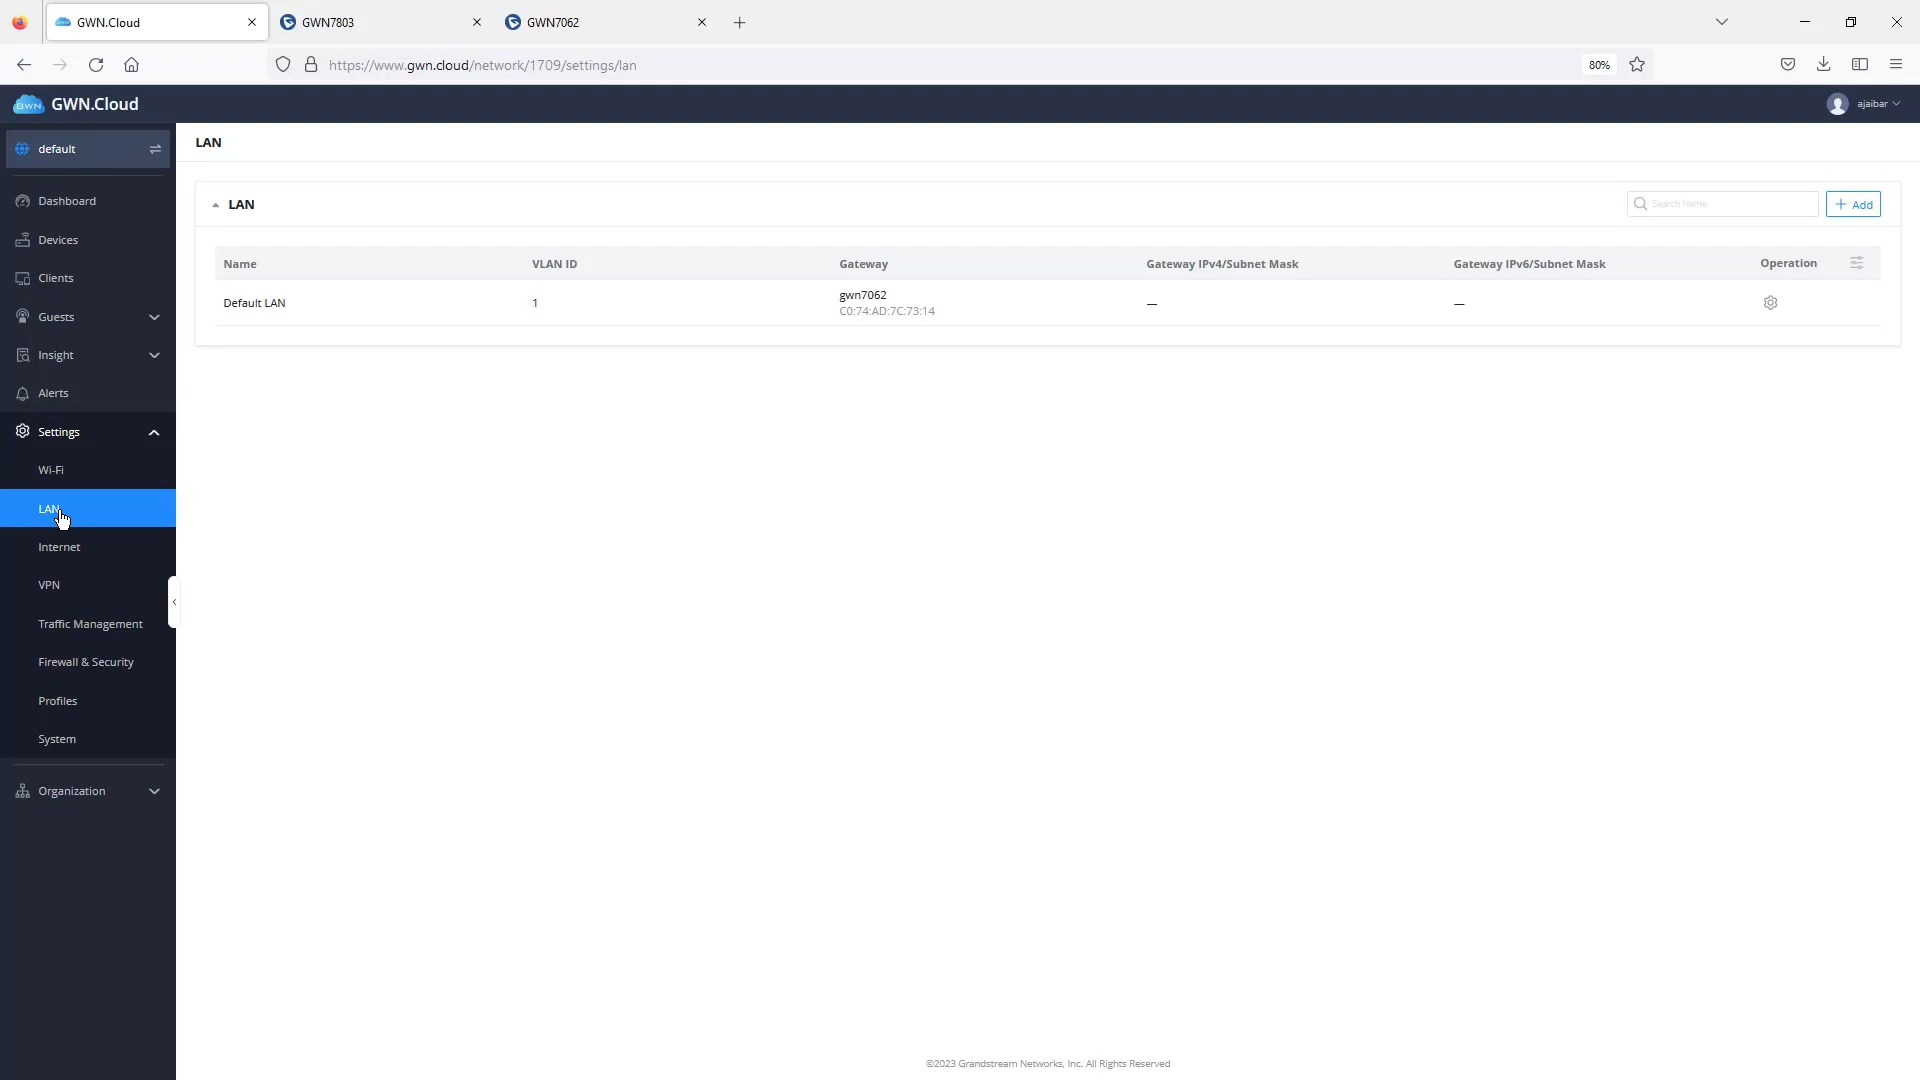 GWN.Cloud
GWN7803
GWN7062
https://www.gwn.cloud/network/1709/settings/lan
80%
GWN GWN.Cloud
ajaibar
default
LAN
Dashboard
Devices
Clients
Guests
Insight
Alerts
Settings
Wi-Fi
LAN
Internet
VPN
Traffic Management
Firewall & Security
Profiles
System
Organization
LAN
Search Name
+ Add
Name VLAN ID Gateway Gateway IPv4/Subnet Mask Gateway IPv6/Subnet Mask Operation
Default LAN 1 gwn7062 — —
C0:74:AD:7C:73:14
©2023 Grandstream Networks, Inc. All Rights Reserved